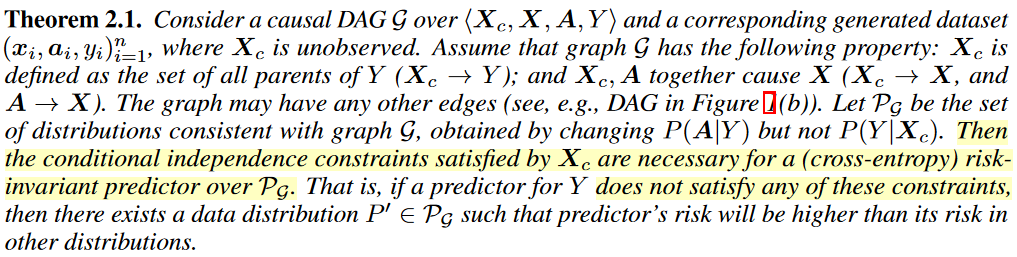 Theorem 2.1. Consider a causal DAG 𝒢 over ⟨X_c, X, A, Y⟩ and a corresponding generated dataset
(x_i, a_i, y_i)_{i=1}^n, where X_c is unobserved. Assume that graph 𝒢 has the following property: X_c is
defined as the set of all parents of Y (X_c → Y); and X_c, A together cause X (X_c → X, and
A → X). The graph may have any other edges (see, e.g., DAG in Figure 1(b)). Let 𝒫_𝒢 be the set
of distributions consistent with graph 𝒢, obtained by changing P(A|Y) but not P(Y|X_c). Then
the conditional independence constraints satisfied by X_c are necessary for a (cross-entropy) risk-
invariant predictor over 𝒫_𝒢. That is, if a predictor for Y does not satisfy any of these constraints,
then there exists a data distribution P′ ∈ 𝒫_𝒢 such that predictor's risk will be higher than its risk in
other distributions.